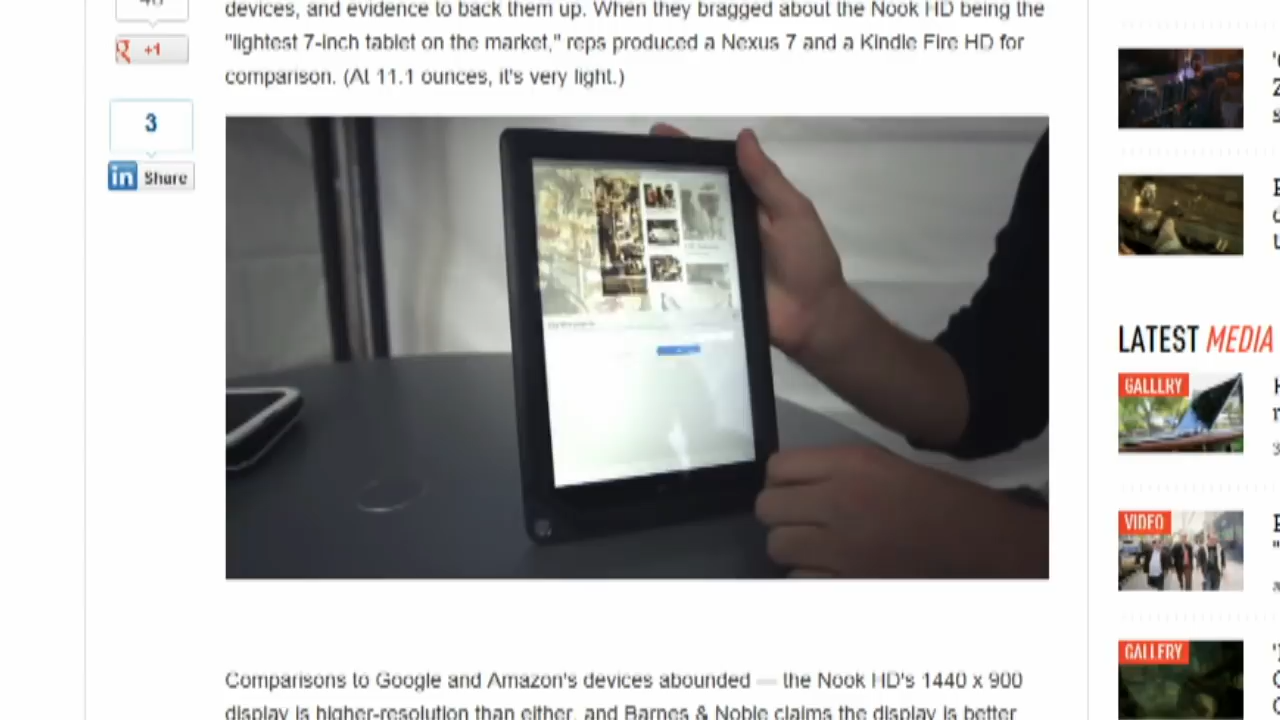 devices, and evidence to back them up. When they bragged about the Nook HD being the
"lightest 7-inch tablet on the market," reps produced a Nexus 7 and a Kindle Fire HD for
comparison. (At 11.1 ounces, it's very light.)
+1
3
in Share
LATEST MEDIA
GALLERY
VIDEO
GALLERY
Comparisons to Google and Amazon's devices abounded — the Nook HD's 1440 x 900
display is higher-resolution than either, and Barnes & Noble claims the display is better